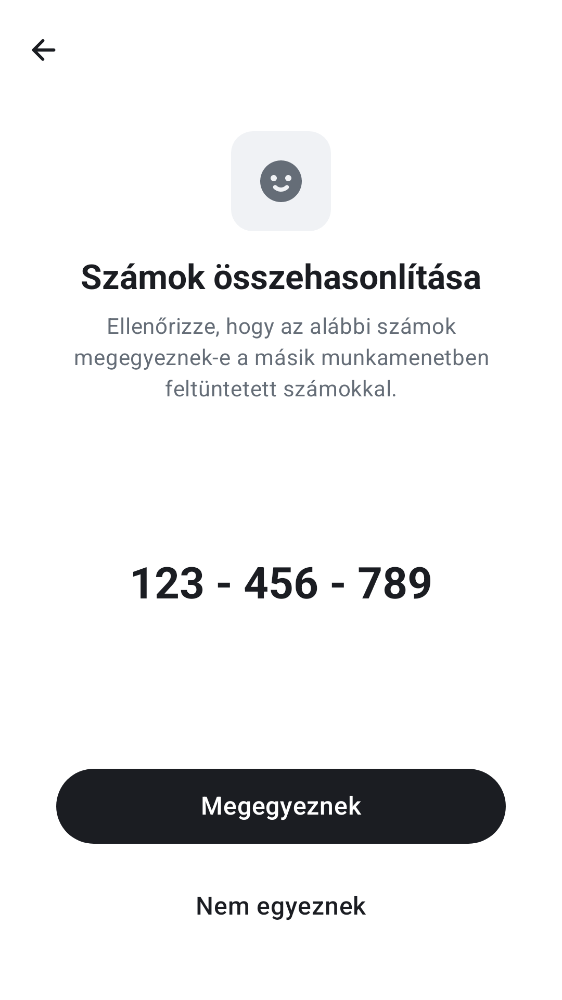 Számok összehasonlítása
Ellenőrizze, hogy az alábbi számok
megegyeznek-e a másik munkamenetben
feltüntetett számokkal.
123 - 456 - 789
Megegyeznek
Nem egyeznek